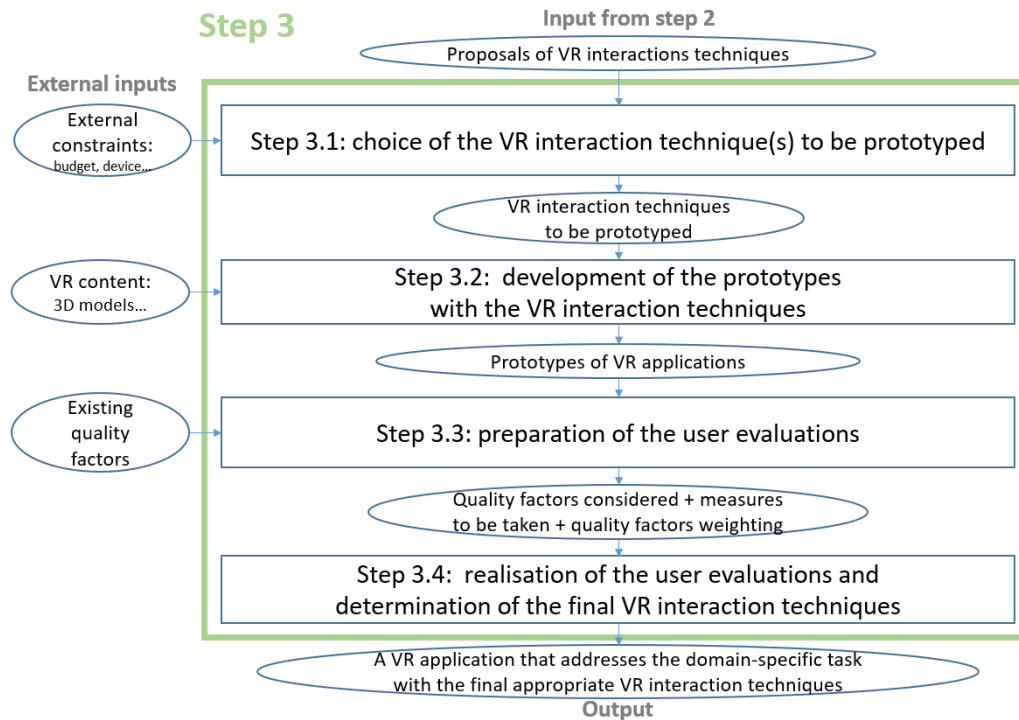 Step 3
Input from step 2
Proposals of VR interactions techniques
External inputs
External
constraints:
budget, device...
Step 3.1: choice of the VR interaction technique(s) to be prototyped
VR interaction techniques
to be prototyped
VR content:
3D models...
Step 3.2: development of the prototypes
with the VR interaction techniques
Prototypes of VR applications
Existing
quality
factors
Step 3.3: preparation of the user evaluations
Quality factors considered + measures
to be taken + quality factors weighting
Step 3.4: realisation of the user evaluations and
determination of the final VR interaction techniques
A VR application that addresses the domain-specific task
with the final appropriate VR interaction techniques
Output